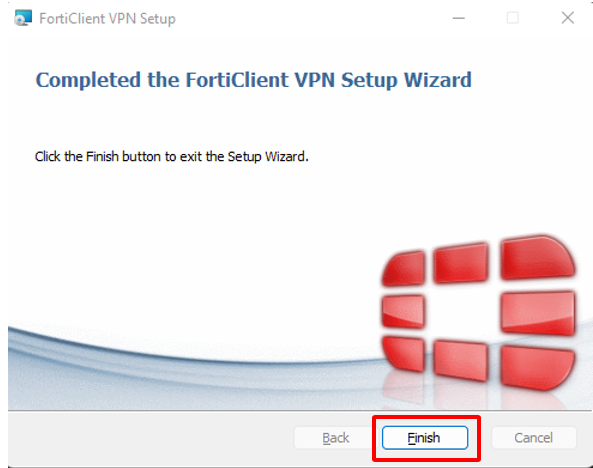 FortiClient VPN Setup
Completed the FortiClient VPN Setup Wizard
Click the Finish button to exit the Setup Wizard.
Back Finish Cancel